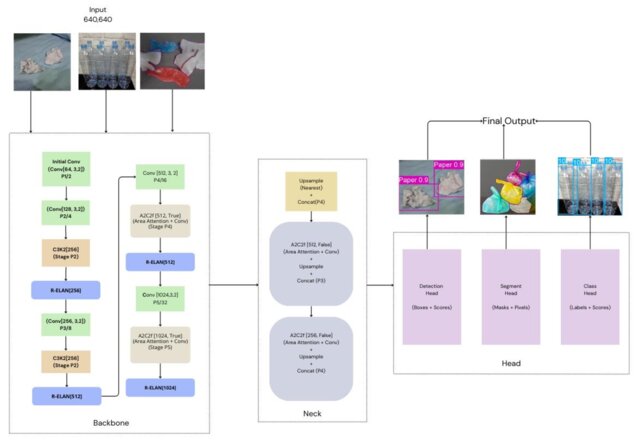 Input
640,640
Initial Conv
(Conv[64, 3,2])
P1/2
(Conv[128, 3,2])
P2/4
C3K2[256]
(Stage P2)
R-ELAN[256]
(Conv[256, 3,2])
P3/8
C3K2[256]
(Stage P2)
R-ELAN[512]
Conv [512, 3, 2]
P4/16
A2C2f [512, True]
(Area Attention + Conv)
(Stage P4)
R-ELAN[512]
Conv [1024,3,2]
P5/32
A2C2f [1024, True]
(Area Attention + Conv)
(Stage P5)
R-ELAN[1024]
Backbone
Upsample
(Nearest)
+
Concat(P4)
A2C2f [512, False]
(Area Attention + Conv)
+
Upsample
+
Concat (P3)
A2C2f [256, False]
(Area Attention + Conv)
+
Upsample
+
Concat (P4)
Neck
Final Output
Paper 0.9
Paper 0.9
Detection
Head
(Boxes + Scores)
Segment
Head
(Masks + Pixels)
Class
Head
(Labels + Scores)
Head